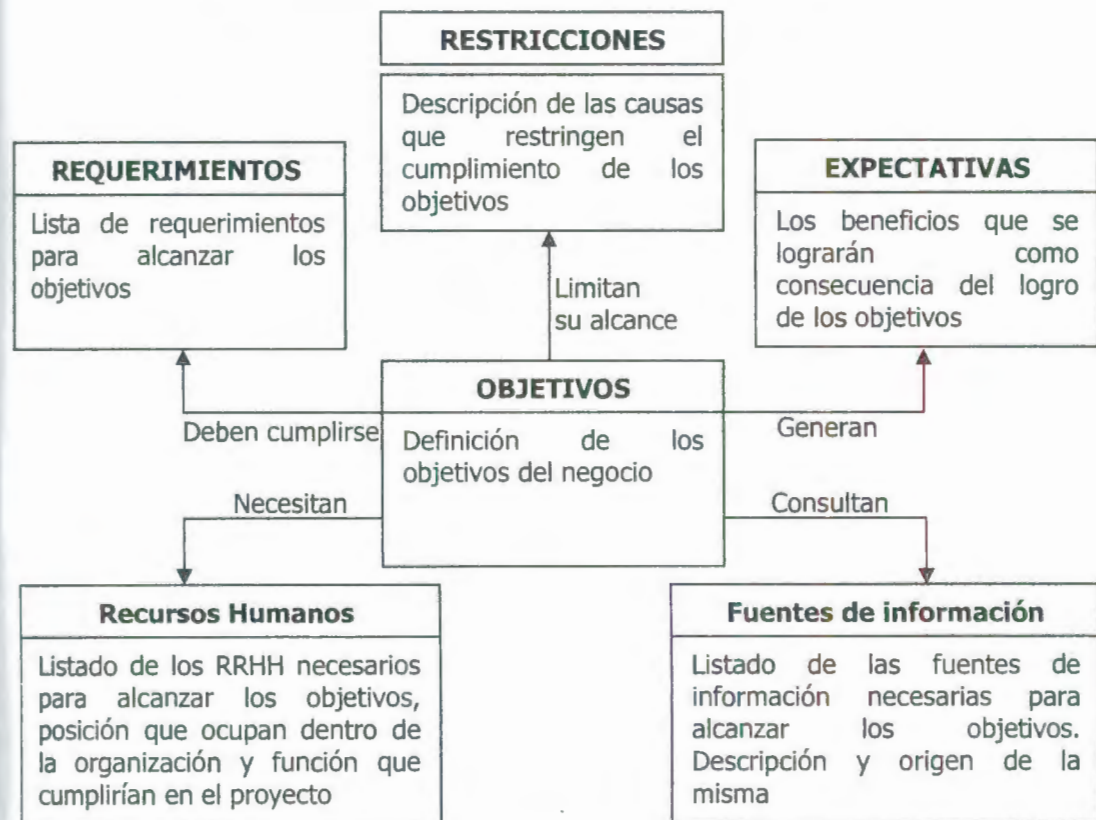 RESTRICCIONES
Descripción de las causas
que restringen el
cumplimiento de los
objetivos
REQUERIMIENTOS
Lista de requerimientos
para alcanzar los
objetivos
EXPECTATIVAS
Los beneficios que se
lograrán como
consecuencia del logro
de los objetivos
Limitan
su alcance
OBJETIVOS
Definición de los
objetivos del negocio
Deben cumplirse
Generan
Necesitan
Consultan
Recursos Humanos
Listado de los RRHH necesarios
para alcanzar los objetivos,
posición que ocupan dentro de
la organización y función que
cumplirían en el proyecto
Fuentes de información
Listado de las fuentes de
información necesarias para
alcanzar los objetivos.
Descripción y origen de la
misma